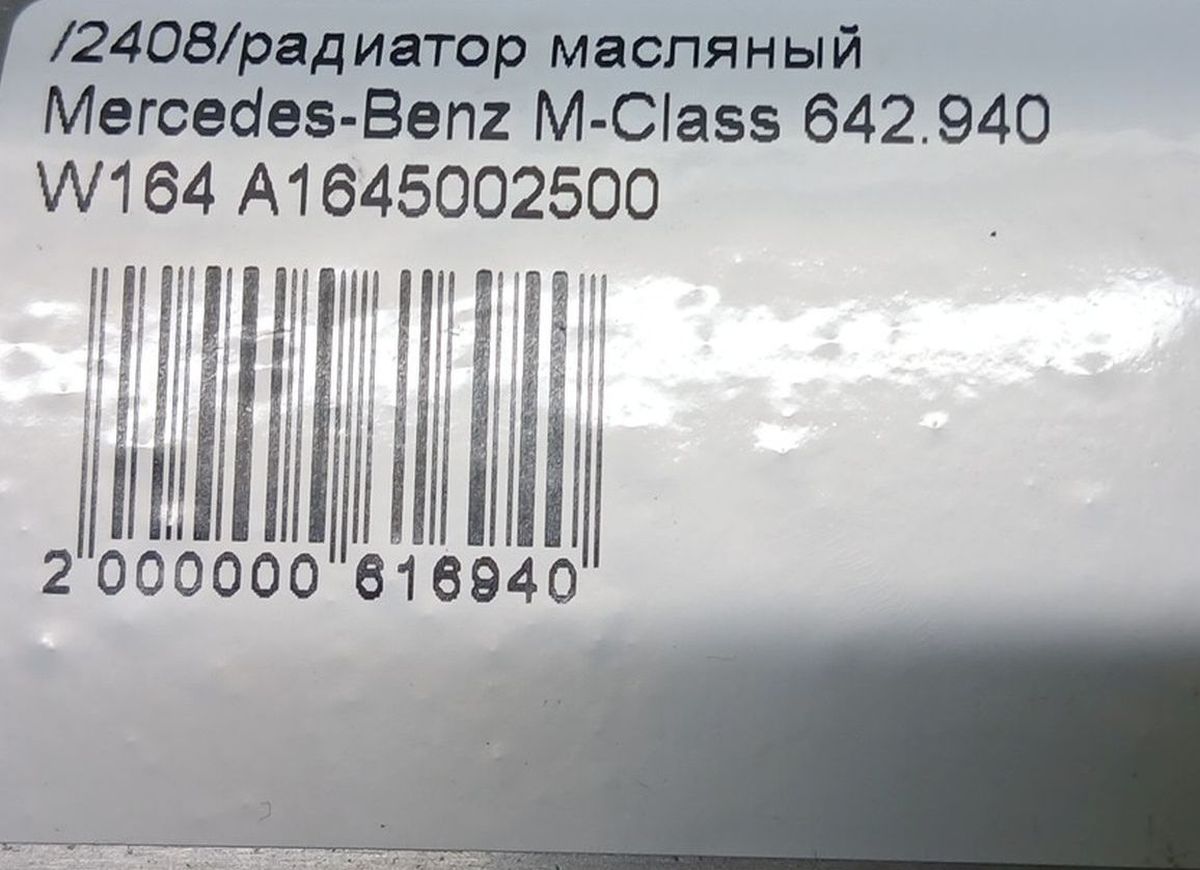 /2408/радиатор масляный
Mercedes-Benz M-Class 642.940
W164 A1645002500
2 000000 616940